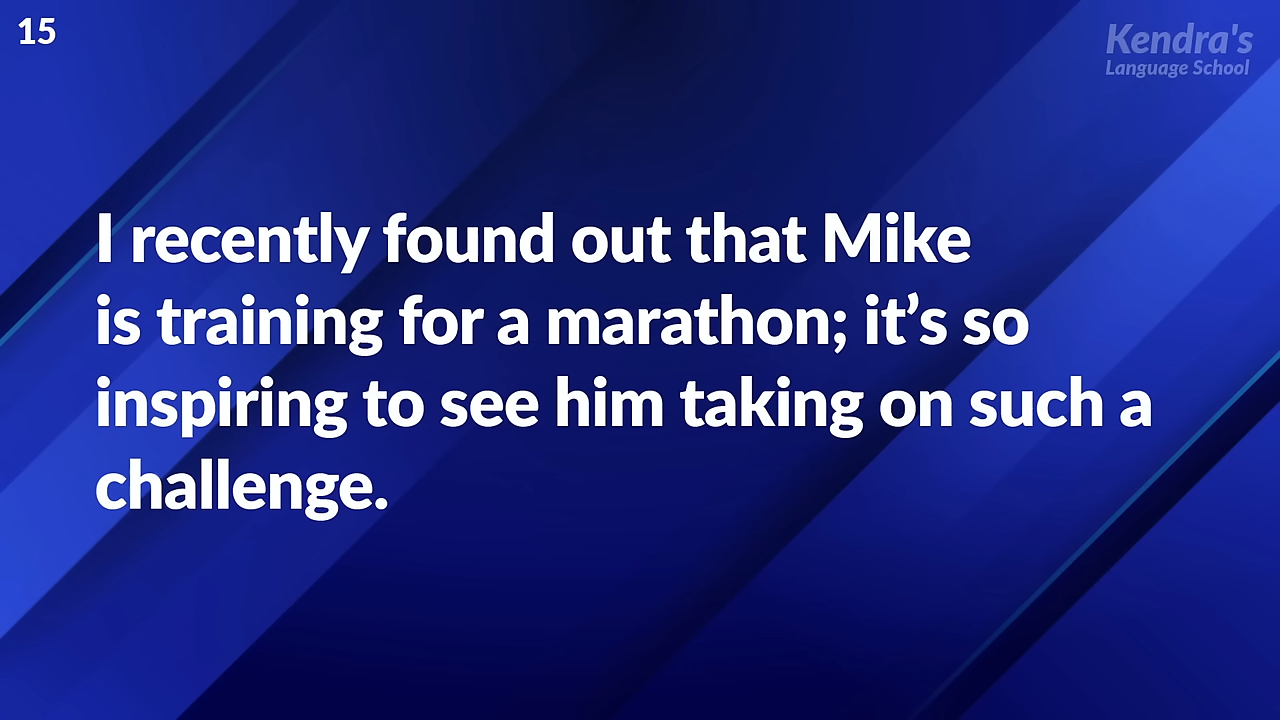 15
Kendra's
Language School
I recently found out that Mike
is training for a marathon; it’s so
inspiring to see him taking on such a
challenge.